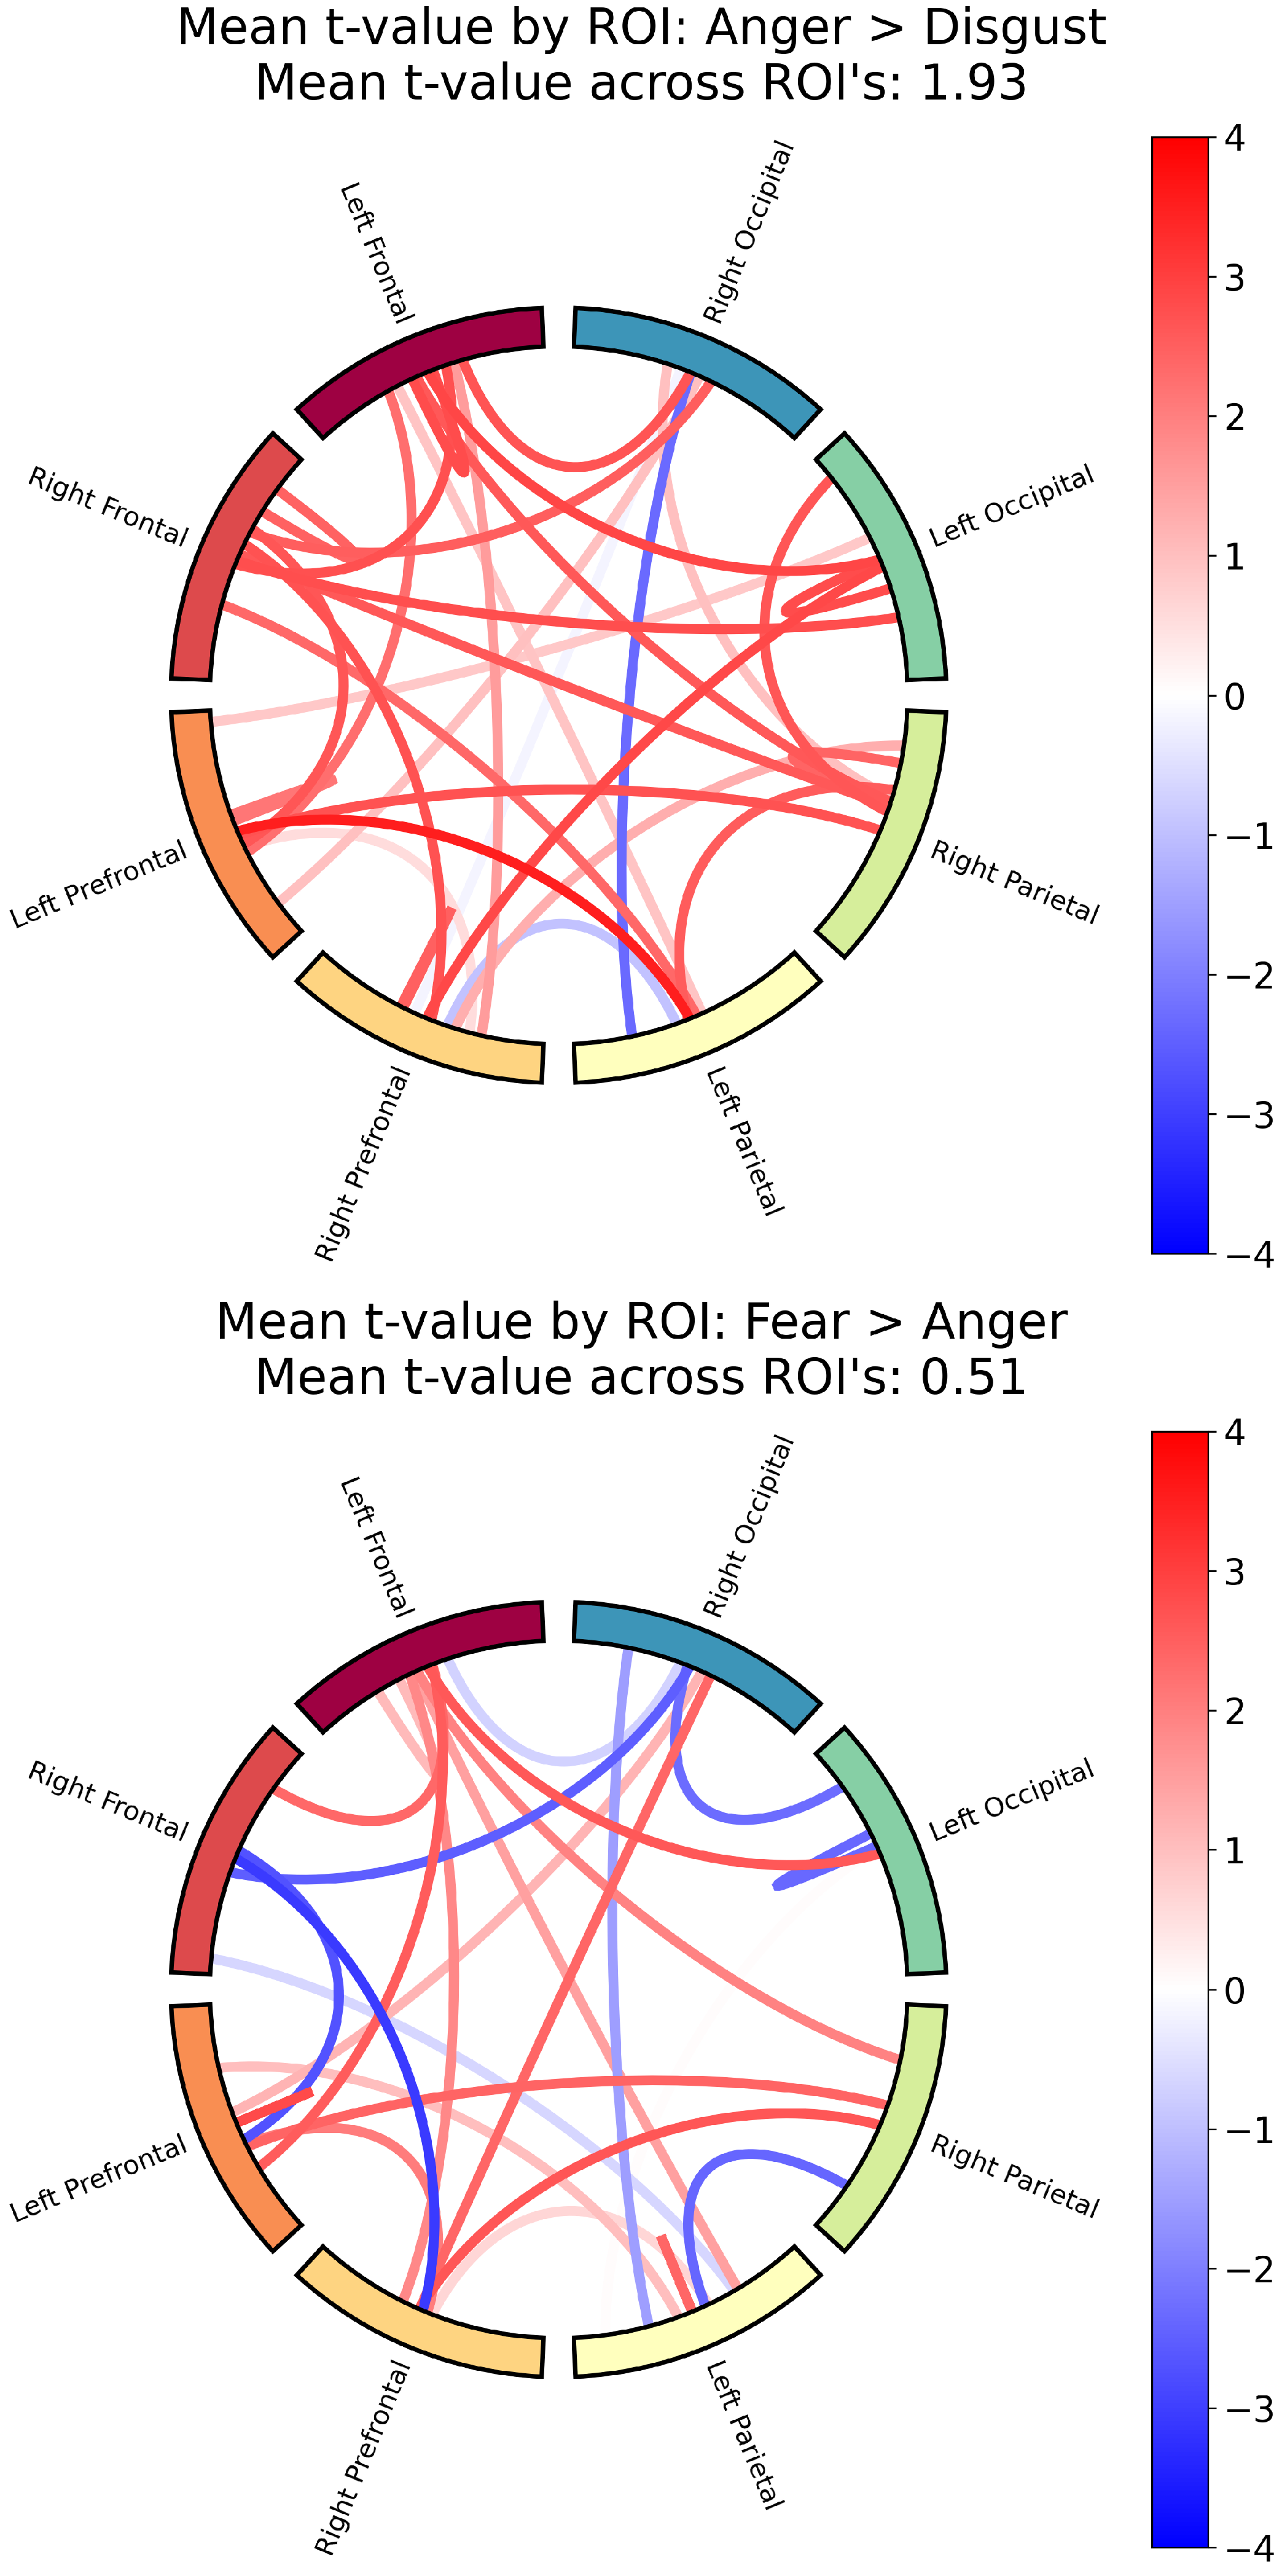 Mean t-value by ROI: Anger > Disgust
Mean t-value across ROI's: 1.93
Left Frontal
Right Occipital
Right Frontal
Left Occipital
Left Prefrontal
Right Parietal
Right Prefrontal
Left Parietal
4
3
2
1
0
−1
−2
−3
−4
Mean t-value by ROI: Fear > Anger
Mean t-value across ROI's: 0.51
Left Frontal
Right Occipital
Right Frontal
Left Occipital
Left Prefrontal
Right Parietal
Right Prefrontal
Left Parietal
4
3
2
1
0
−1
−2
−3
−4